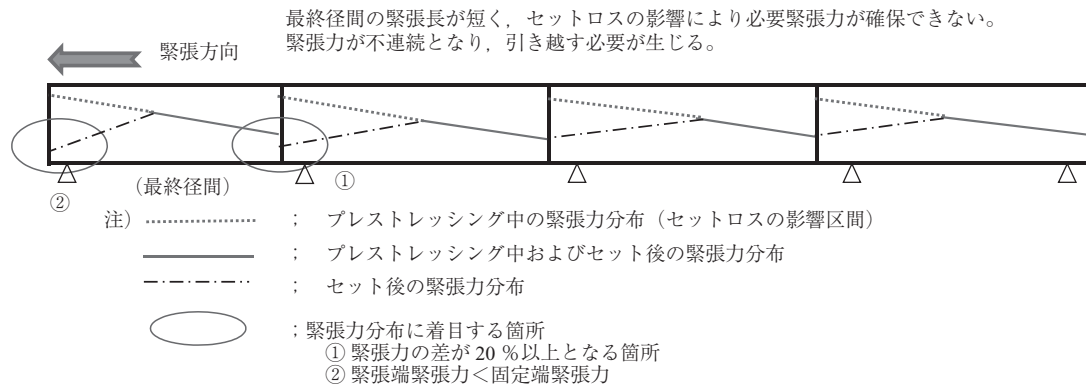 最終径間の緊張長が短く，セットロスの影響により必要緊張力が確保できない。
緊張力が不連続となり，引き越す必要が生じる。
緊張方向
（最終径間）
①
②
注）
； プレストレッシング中の緊張力分布（セットロスの影響区間）
； プレストレッシング中およびセット後の緊張力分布
； セット後の緊張力分布
；緊張力分布に着目する箇所
① 緊張力の差が 20 %以上となる箇所
② 緊張端緊張力＜固定端緊張力